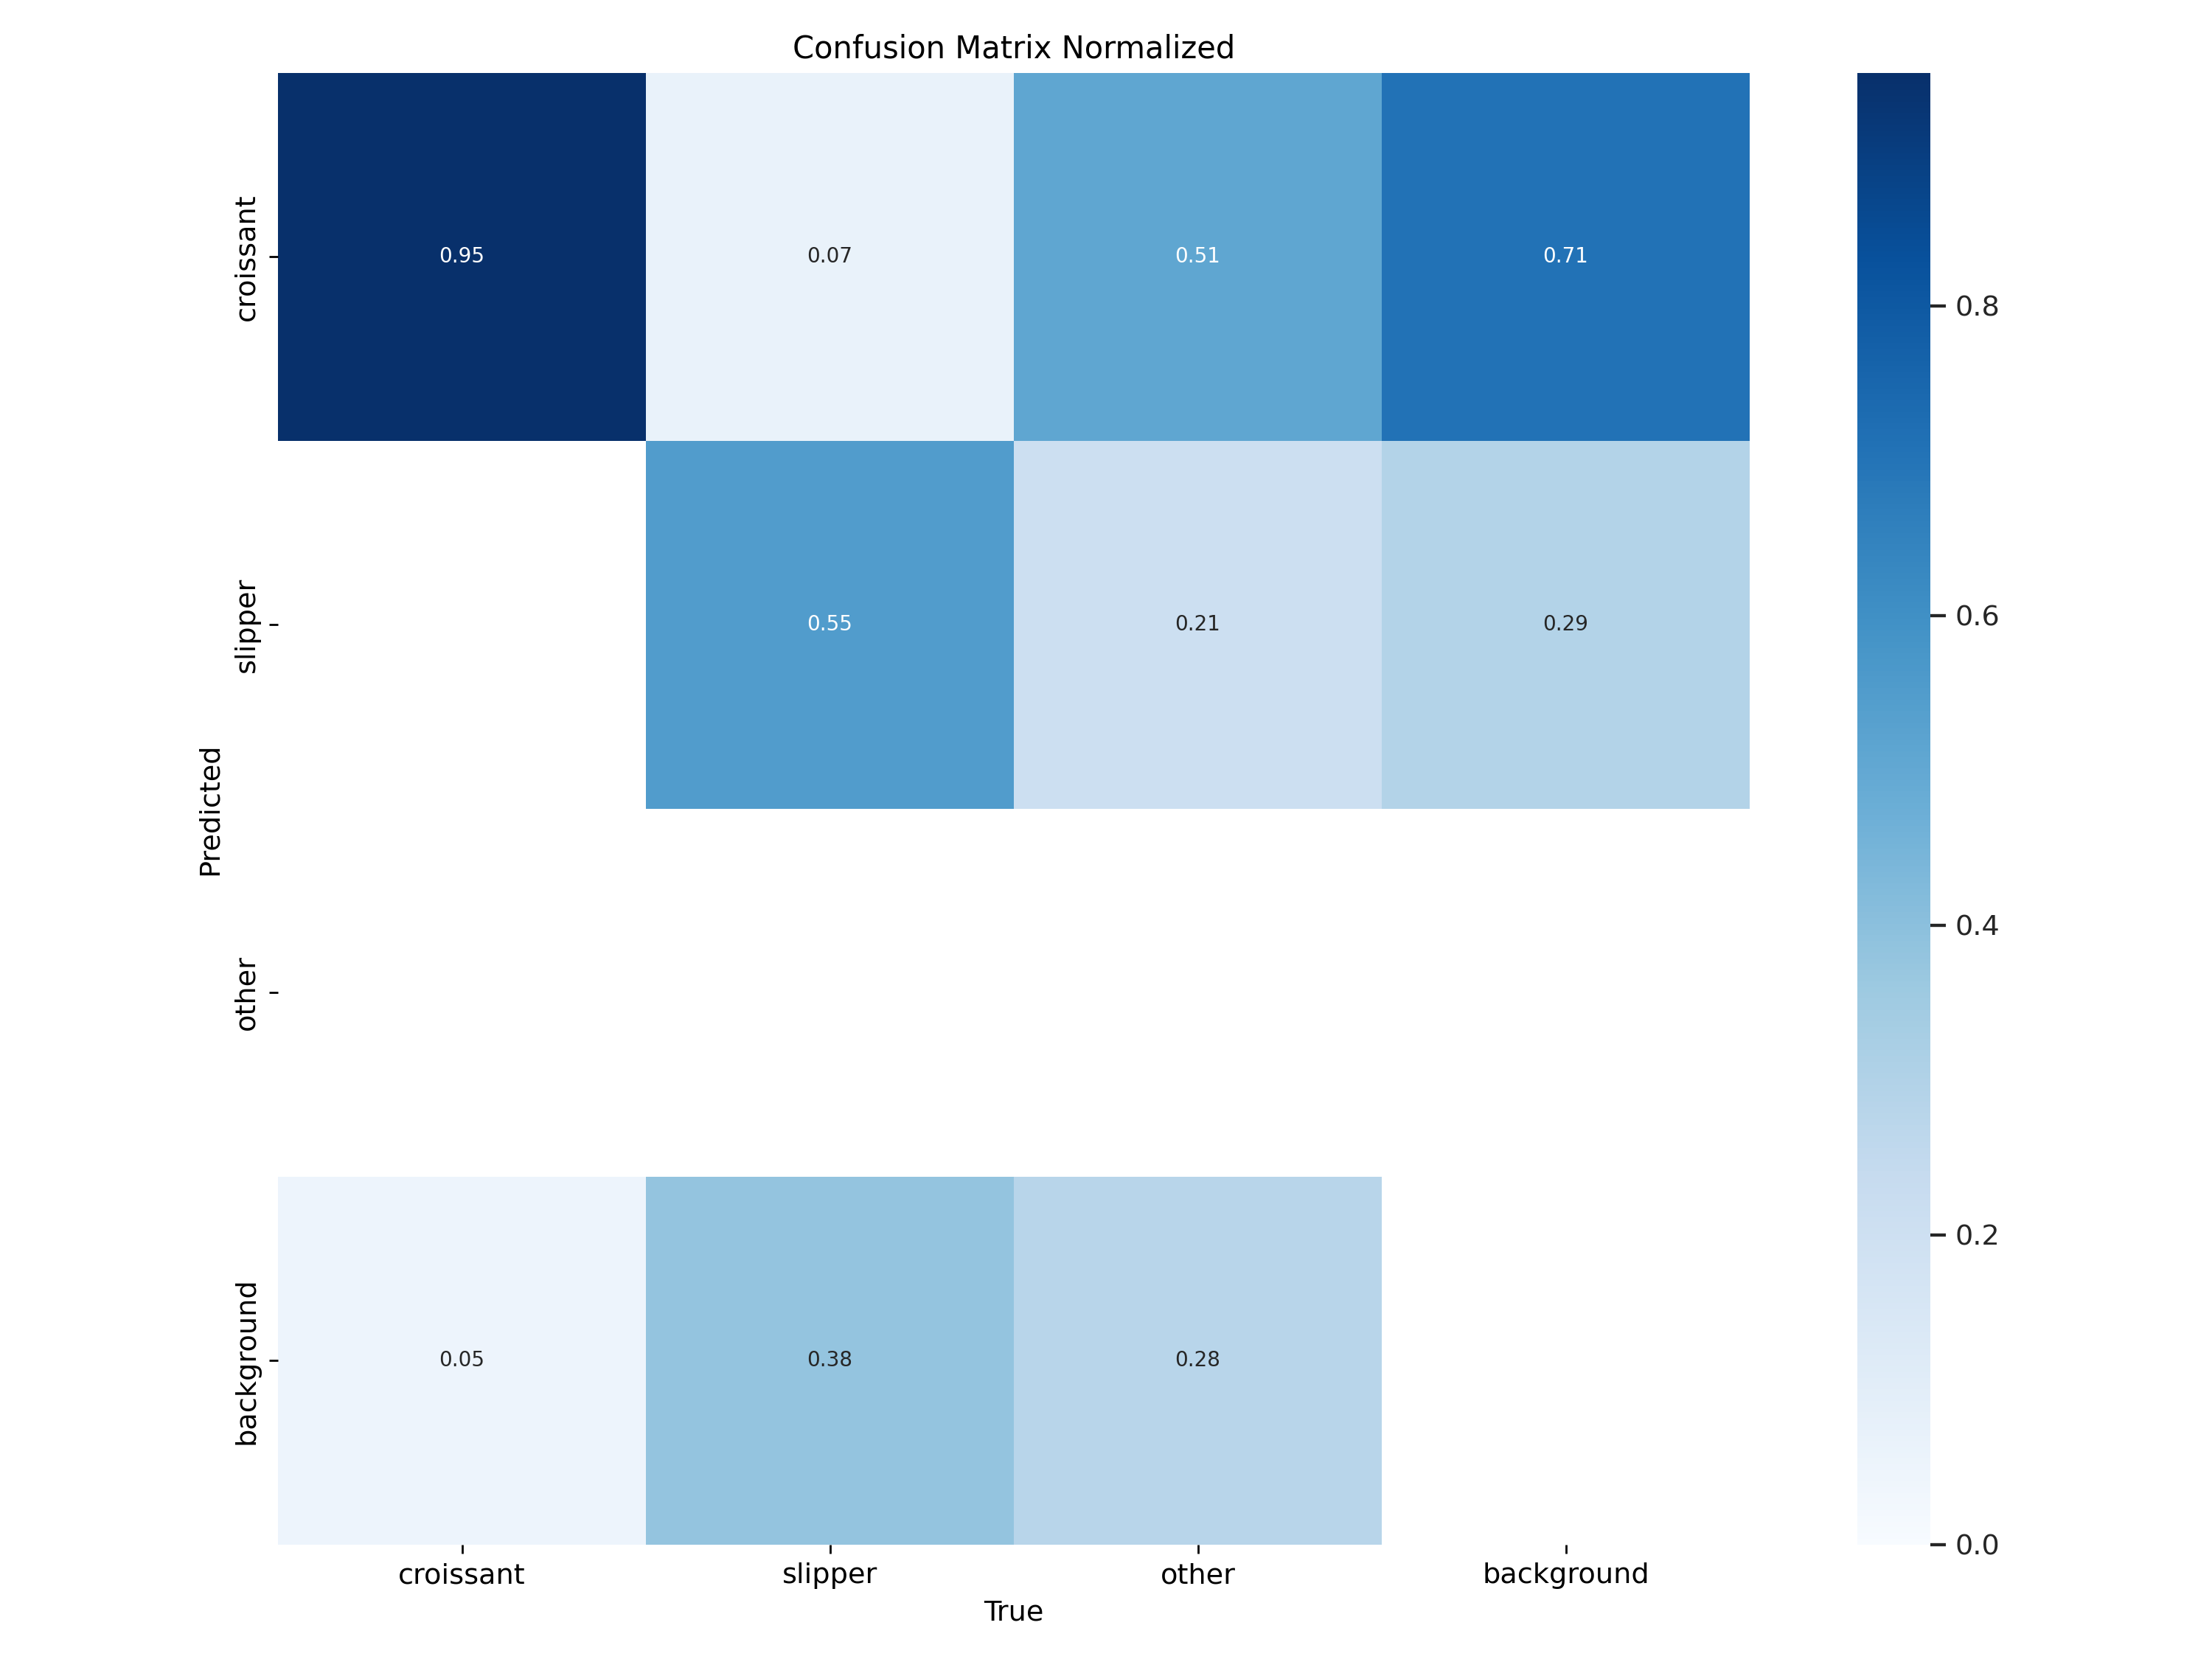 Confusion Matrix Normalized
croissant
0.95
0.07
0.51
0.71
slipper
0.55
0.21
0.29
Predicted
other
background
0.05
0.38
0.28
croissant
slipper
other
background
True
0.8
0.6
0.4
0.2
0.0